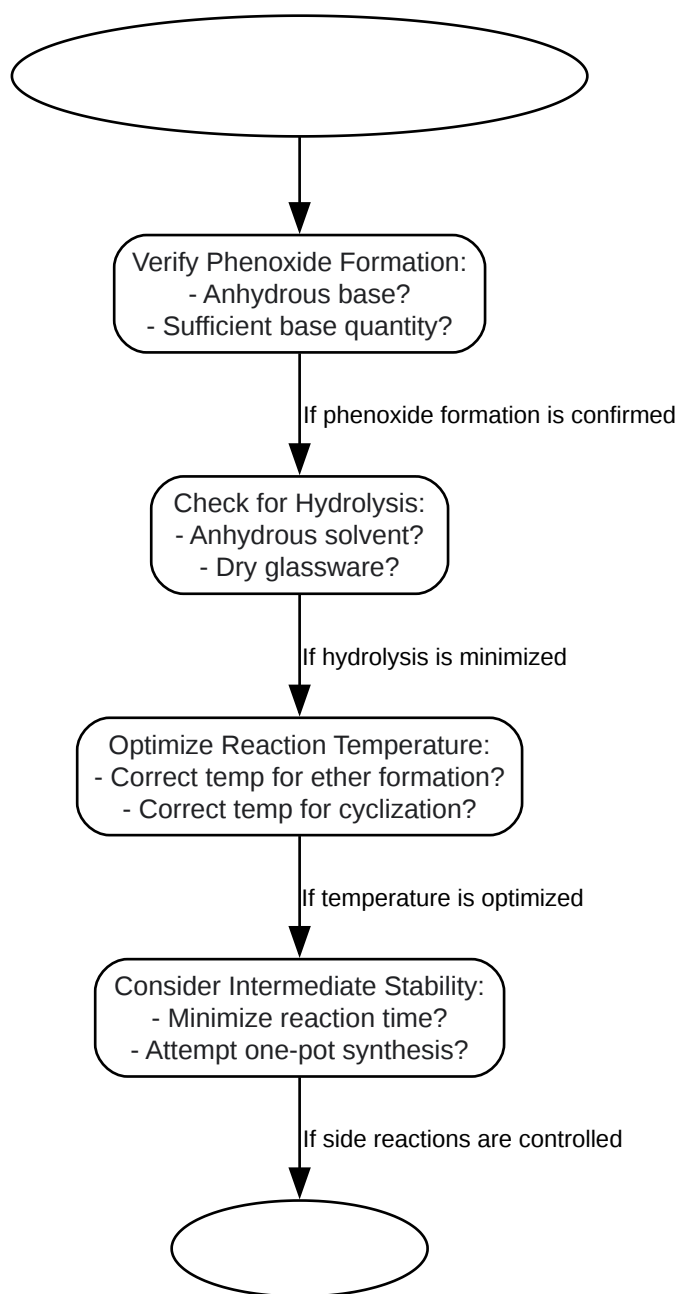 Verify Phenoxide Formation:
- Anhydrous base?
- Sufficient base quantity?
If phenoxide formation is confirmed
Check for Hydrolysis:
- Anhydrous solvent?
- Dry glassware?
If hydrolysis is minimized
Optimize Reaction Temperature:
- Correct temp for ether formation?
- Correct temp for cyclization?
If temperature is optimized
Consider Intermediate Stability:
- Minimize reaction time?
- Attempt one-pot synthesis?
If side reactions are controlled